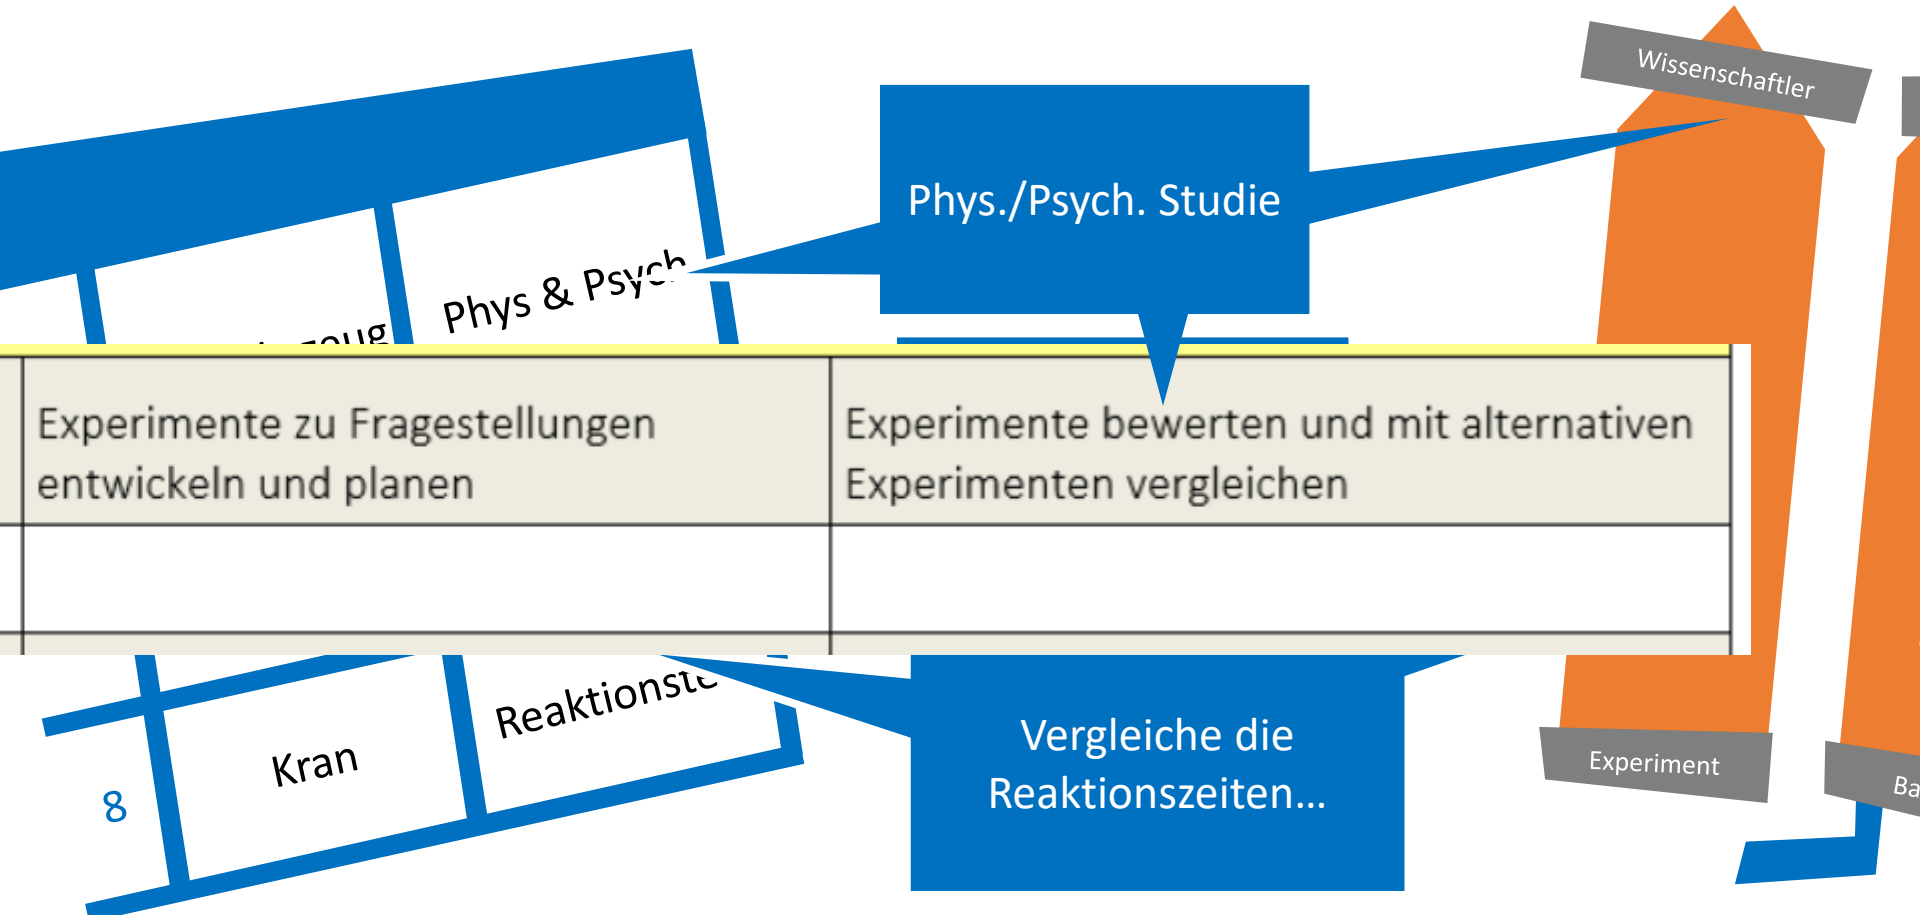 Wissenschaftler
Phys./Psych. Studie
Phys & Psych
Experimente zu Fragestellungen
entwickeln und planen
Experimente bewerten und mit alternativen
Experimenten vergleichen
Kran
8
Vergleiche die
Reaktionszeiten...
Experiment